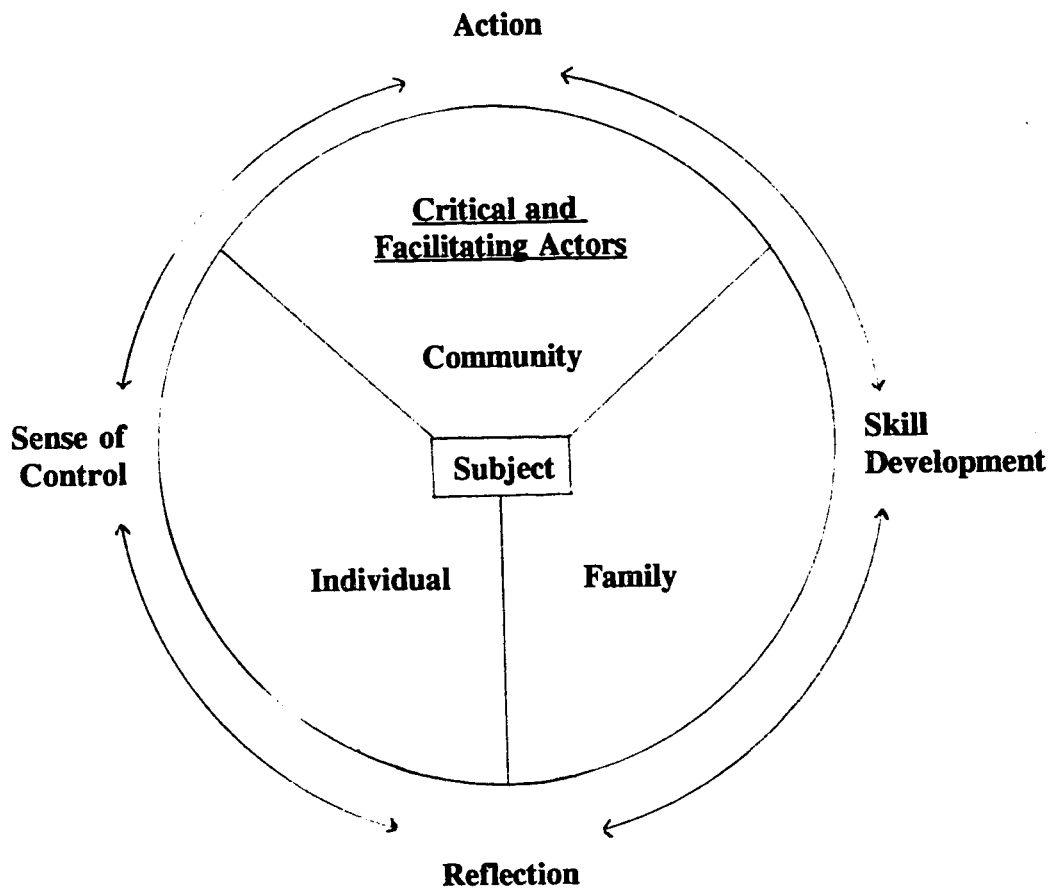 Action
Critical and
Facilitating Actors
Community
Sense of
Control
Skill
Development
Subject
Individual
Family
Reflection